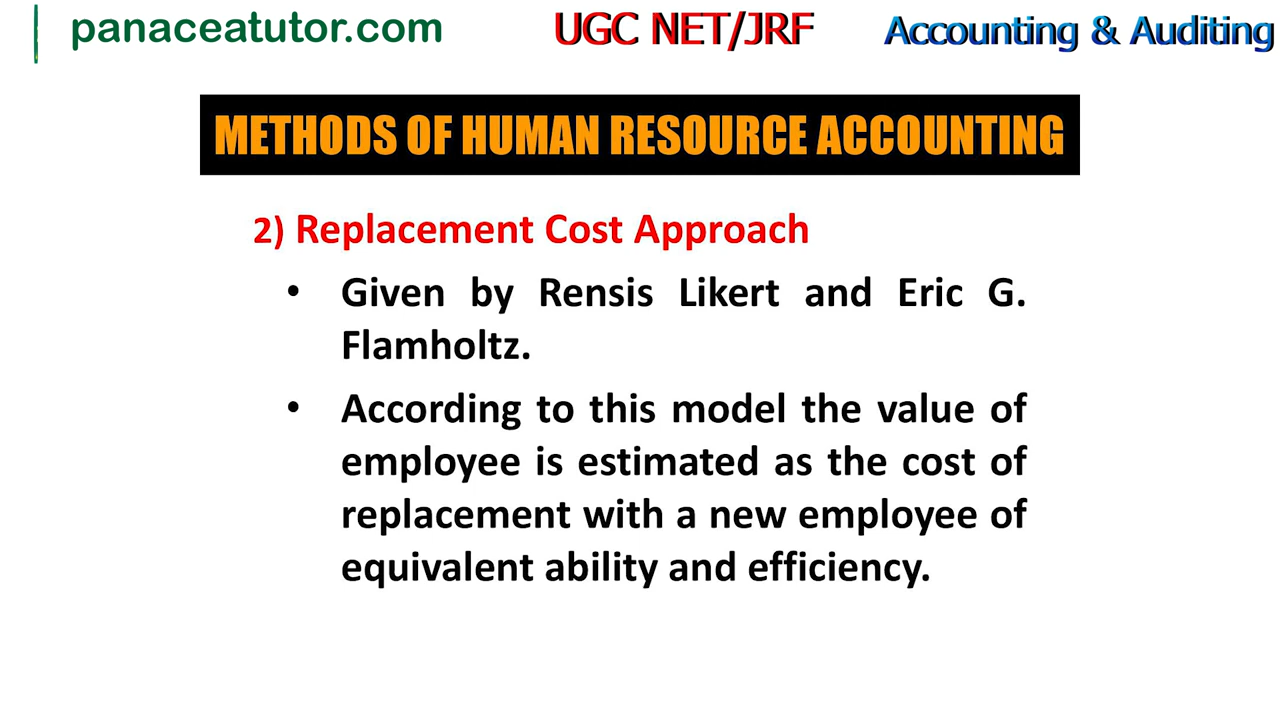 panaceatutor.com UGC NET/JRF Accounting & Auditing
METHODS OF HUMAN RESOURCE ACCOUNTING
2) Replacement Cost Approach
• Given by Rensis Likert and Eric G.
Flamholtz.
• According to this model the value of
employee is estimated as the cost of
replacement with a new employee of
equivalent ability and efficiency.